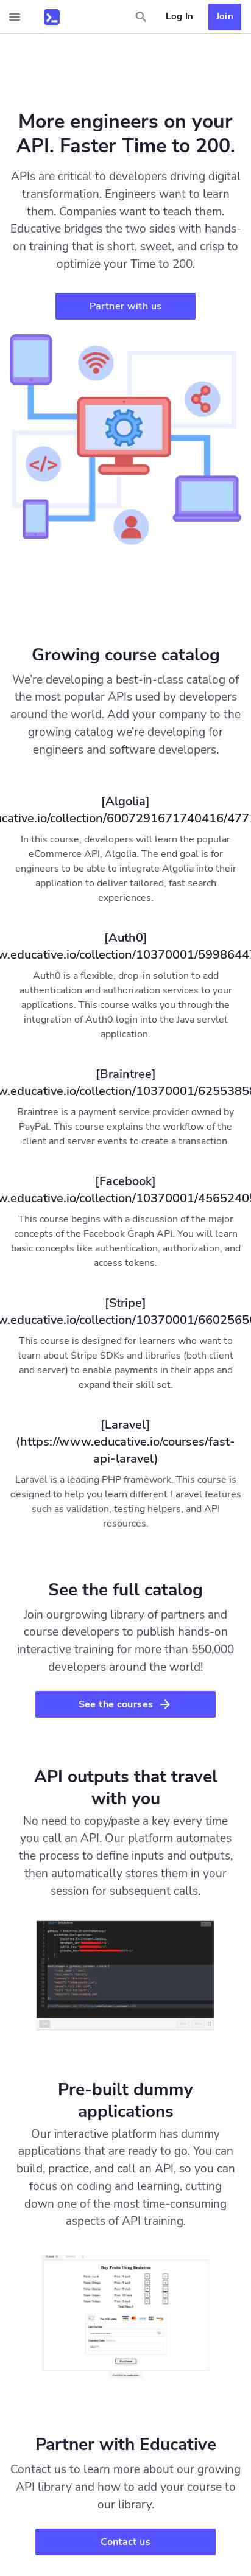 Log In
Join
More engineers on your
API. Faster Time to 200.
APIs are critical to developers driving digital
transformation. Engineers want to learn
them. Companies want to teach them.
Educative bridges the two sides with hands-
on training that is short, sweet, and crisp to
optimize your Time to 200.
Partner with us
</>
Growing course catalog
We're developing a best-in-class catalog of
the most popular APIs used by developers
around the world. Add your company to the
growing catalog we're developing for
engineers and software developers.
[Algolia]
ucative.io/collection/6007291671740416/477
In this course, developers will learn the popular
eCommerce API, Algolia. The end goal is for
engineers to be able to integrate Algolia into their
application to deliver tailored, fast search
experiences.
[Auth0]
w.educative.io/collection/10370001/5998644
Auth0 is a flexible, drop-in solution to add
authentication and authorization services to your
applications. This course walks you through the
integration of Auth0 login into the Java servlet
application.
[Braintree]
w.educative.io/collection/10370001/6255385
Braintree is a payment service provider owned by
PayPal. This course explains the workflow of the
client and server events to create a transaction.
[Facebook]
w.educative.io/collection/10370001/4565240
This course begins with a discussion of the major
concepts of the Facebook Graph API. You will learn
basic concepts like authentication, authorization, and
access tokens.
[Stripe]
w.educative.io/collection/10370001/6602565
This course is designed for learners who want to
learn about Stripe SDKs and libraries (both client
and server) to enable payments in their apps and
expand their skill set.
[Laravel]
(https://www.educative.io/courses/fast-
api-laravel)
Laravel is a leading PHP framework. This course is
designed to help you learn different Laravel features
such as validation, testing helpers, and API
resources.
See the full catalog
Join ourgrowing library of partners and
course developers to publish hands-on
interactive training for more than 550,000
developers around the world!
See the courses
API outputs that travel
with you
No need to copy/paste a key every time
you call an API. Our platform automates
the process to define inputs and outputs,
then automatically stores them in your
session for subsequent calls.
Pre-built dummy
applications
Our interactive platform has dummy
applications that are ready to go. You can
build, practice, and call an API, so you can
focus on coding and learning, cutting
down one of the most time-consuming
aspects of API training.
Buy Fruits Using Braintree
Partner with Educative
Contact us to learn more about our growing
API library and how to add your course to
our library.
Contact us